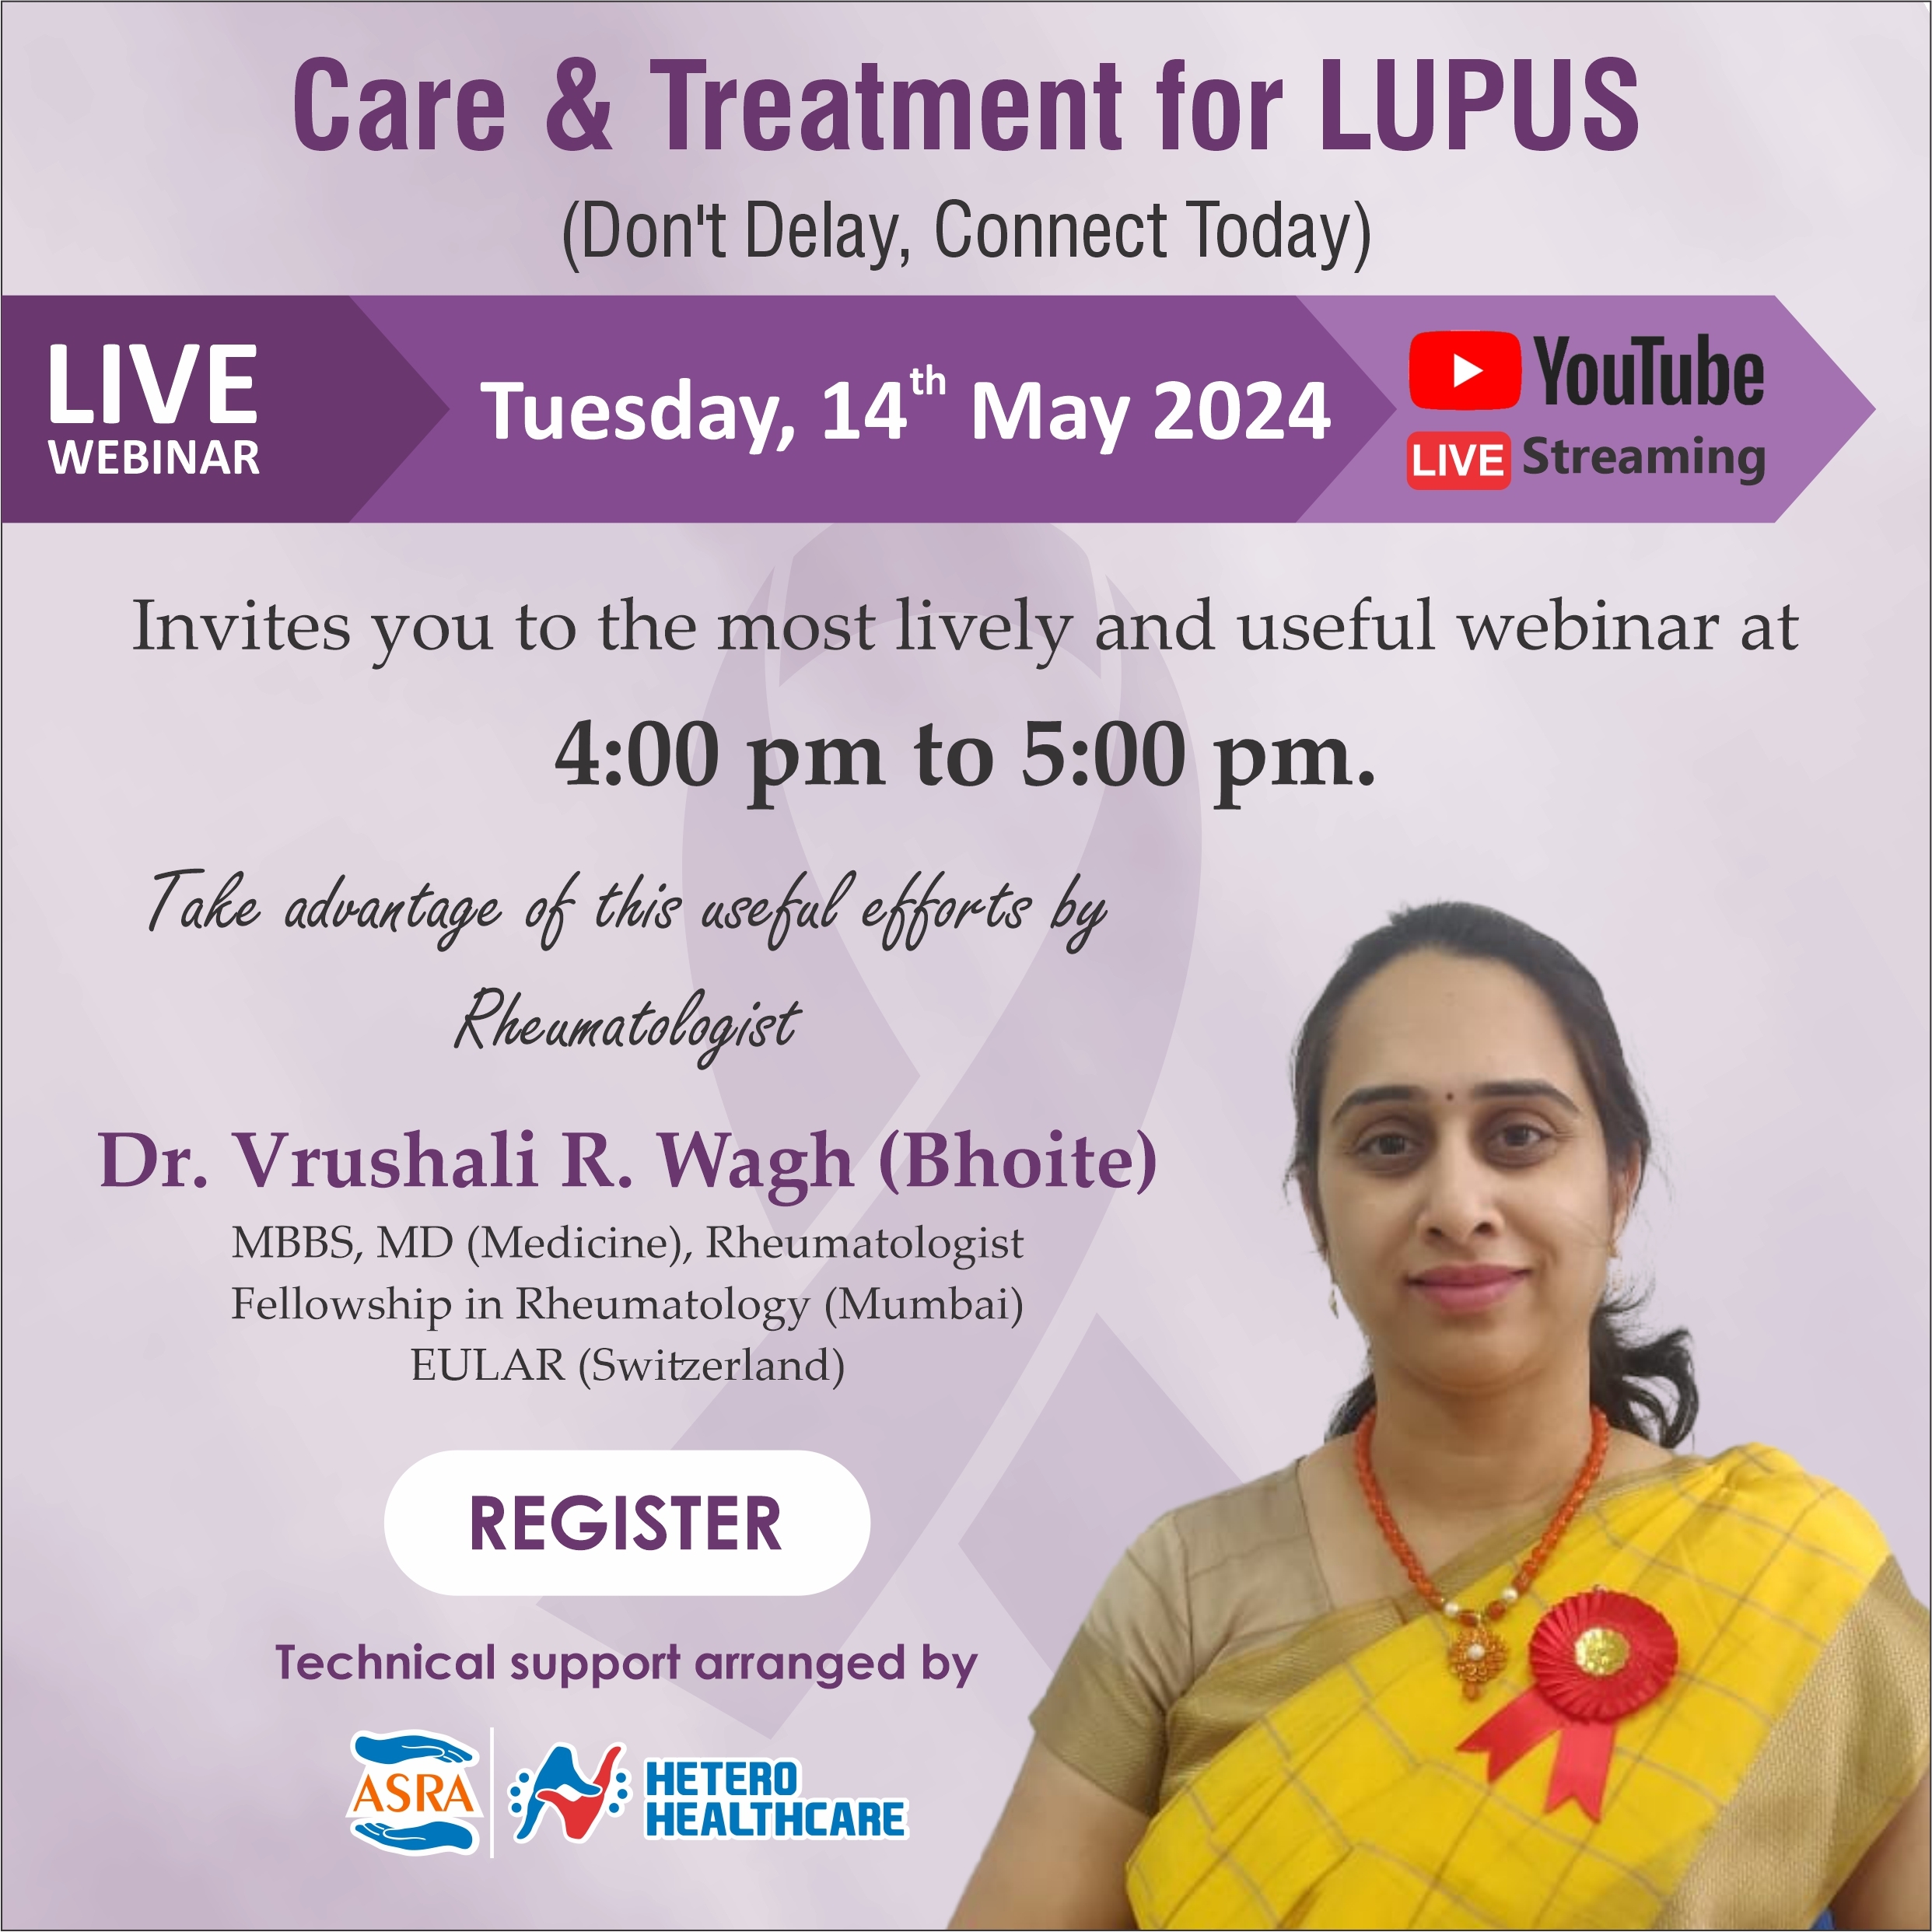 Care & Treatment for LUPUS
(Don't Delay, Connect Today)
LIVE
WEBINAR
Tuesday, 14th May 2024
YouTube
LIVE Streaming
Invites you to the most lively and useful webinar at
4:00 pm to 5:00 pm.
Take advantage of this useful efforts by
Rheumatologist
Dr. Vrushali R. Wagh (Bhoite)
MBBS, MD (Medicine), Rheumatologist
Fellowship in Rheumatology (Mumbai)
EULAR (Switzerland)
REGISTER
Technical support arranged by
ASRA
HETERO
HEALTHCARE